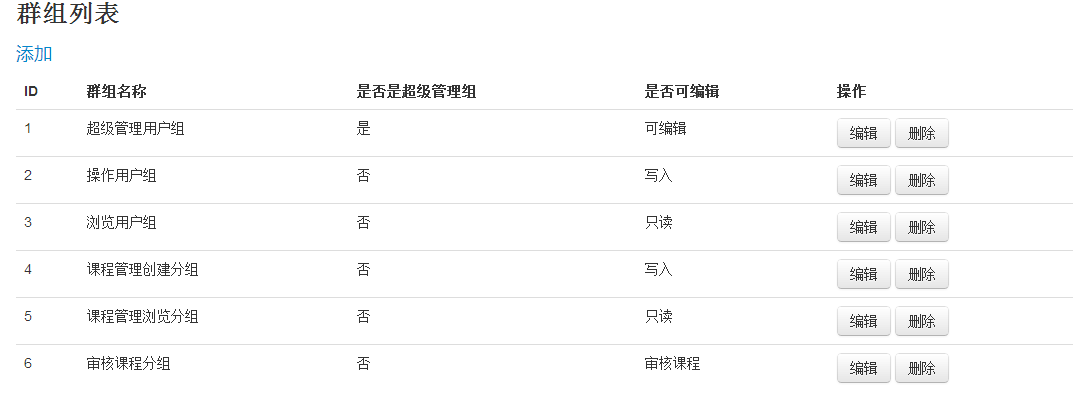 群组列表
添加
ID 群组名称 是否是超级管理组 是否可编辑 操作
1 超级管理用户组 是 可编辑 编辑 删除
2 操作用户组 否 写入 编辑 删除
3 浏览用户组 否 只读 编辑 删除
4 课程管理创建分组 否 写入 编辑 删除
5 课程管理浏览分组 否 只读 编辑 删除
6 审核课程分组 否 审核课程 编辑 删除